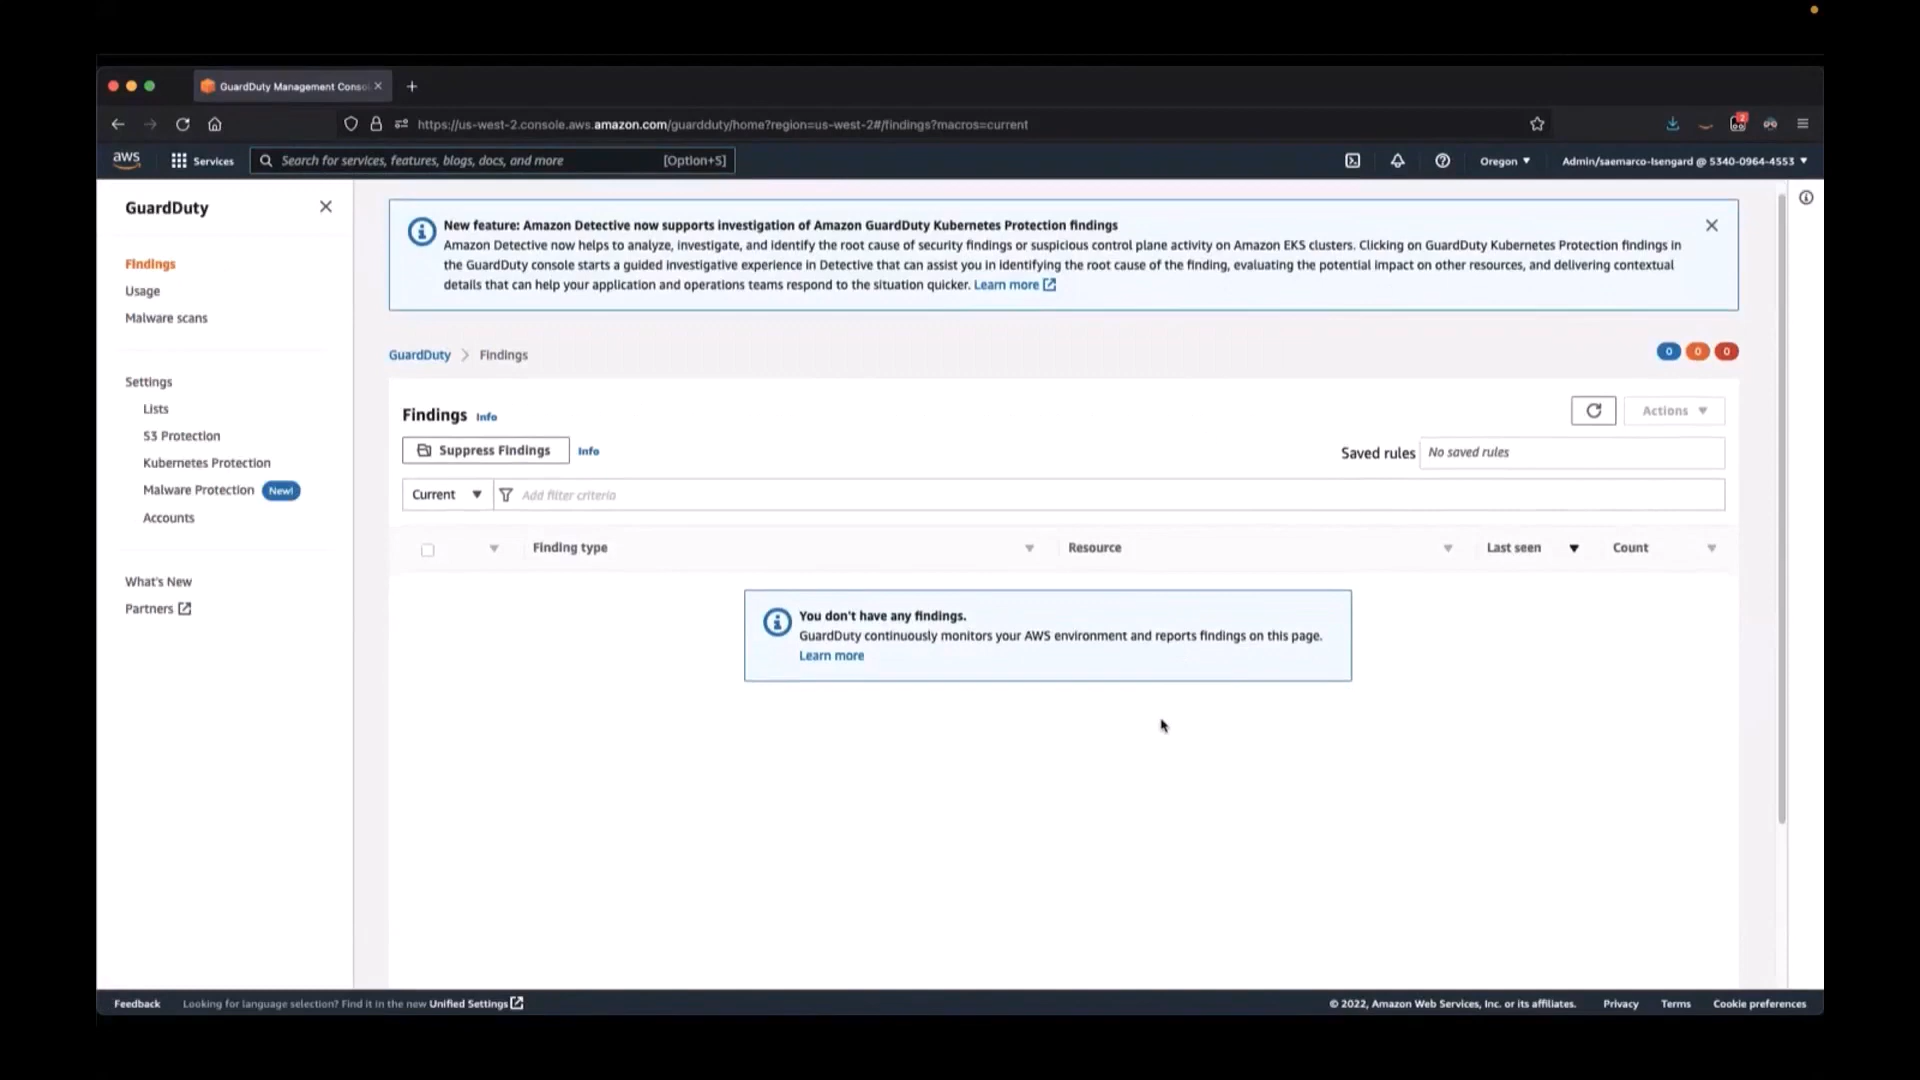 GuardDuty Management Conso
https://us-west-2.console.aws.amazon.com/guardduty/home?region=us-west-2#/findings?macros=current
2
aws
Services
Search for services, features, blogs, docs, and more
[Option+S]
Oregon
Admin/saemarco-Isengard @ 5340-0964-4553
GuardDuty
Findings
Usage
Malware scans
Settings
Lists
S3 Protection
Kubernetes Protection
Malware Protection New!
Accounts
What's New
Partners
New feature: Amazon Detective now supports investigation of Amazon GuardDuty Kubernetes Protection findings
Amazon Detective now helps to analyze, investigate, and identify the root cause of security findings or suspicious control plane activity on Amazon EKS clusters. Clicking on GuardDuty Kubernetes Protection findings in
the GuardDuty console starts a guided investigative experience in Detective that can assist you in identifying the root cause of the finding, evaluating the potential impact on other resources, and delivering contextual
details that can help your application and operations teams respond to the situation quicker. Learn more
GuardDuty Findings
0 0 0
Findings Info
Actions
Suppress Findings Info
Saved rules No saved rules
Current Add filter criteria
Finding type Resource Last seen Count
You don't have any findings.
GuardDuty continuously monitors your AWS environment and reports findings on this page.
Learn more
Feedback Looking for language selection? Find it in the new Unified Settings
© 2022, Amazon Web Services, Inc. or its affiliates. Privacy Terms Cookie preferences